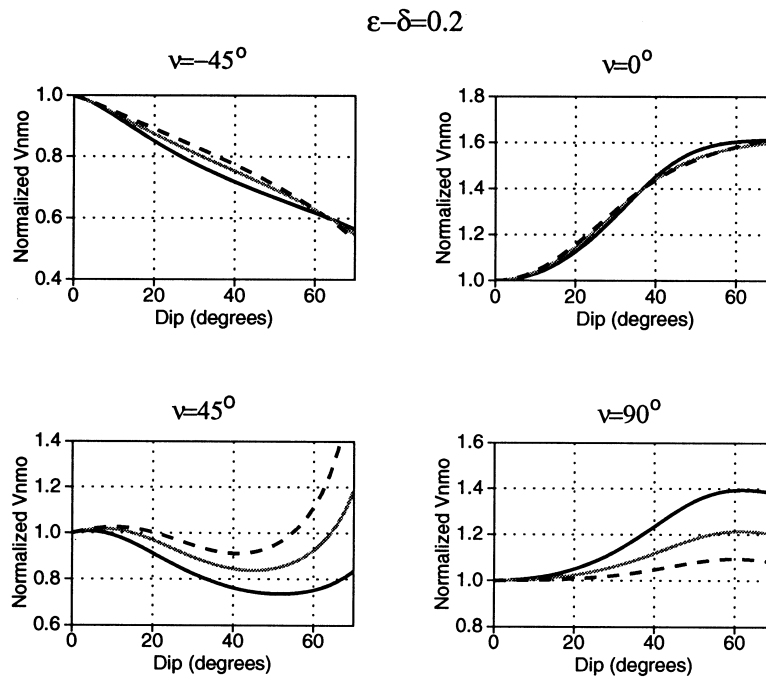 ε−δ=0.2
ν=−45°
Normalized Vnmo
1.0
0.8
0.6
0.4
0 20 40 60
Dip (degrees)
ν=0°
Normalized Vnmo
1.8
1.6
1.4
1.2
1.0
0 20 40 60
Dip (degrees)
ν=45°
Normalized Vnmo
1.4
1.2
1.0
0.8
0.6
0 20 40 60
Dip (degrees)
ν=90°
Normalized Vnmo
1.6
1.4
1.2
1.0
0.8
0 20 40 60
Dip (degrees)